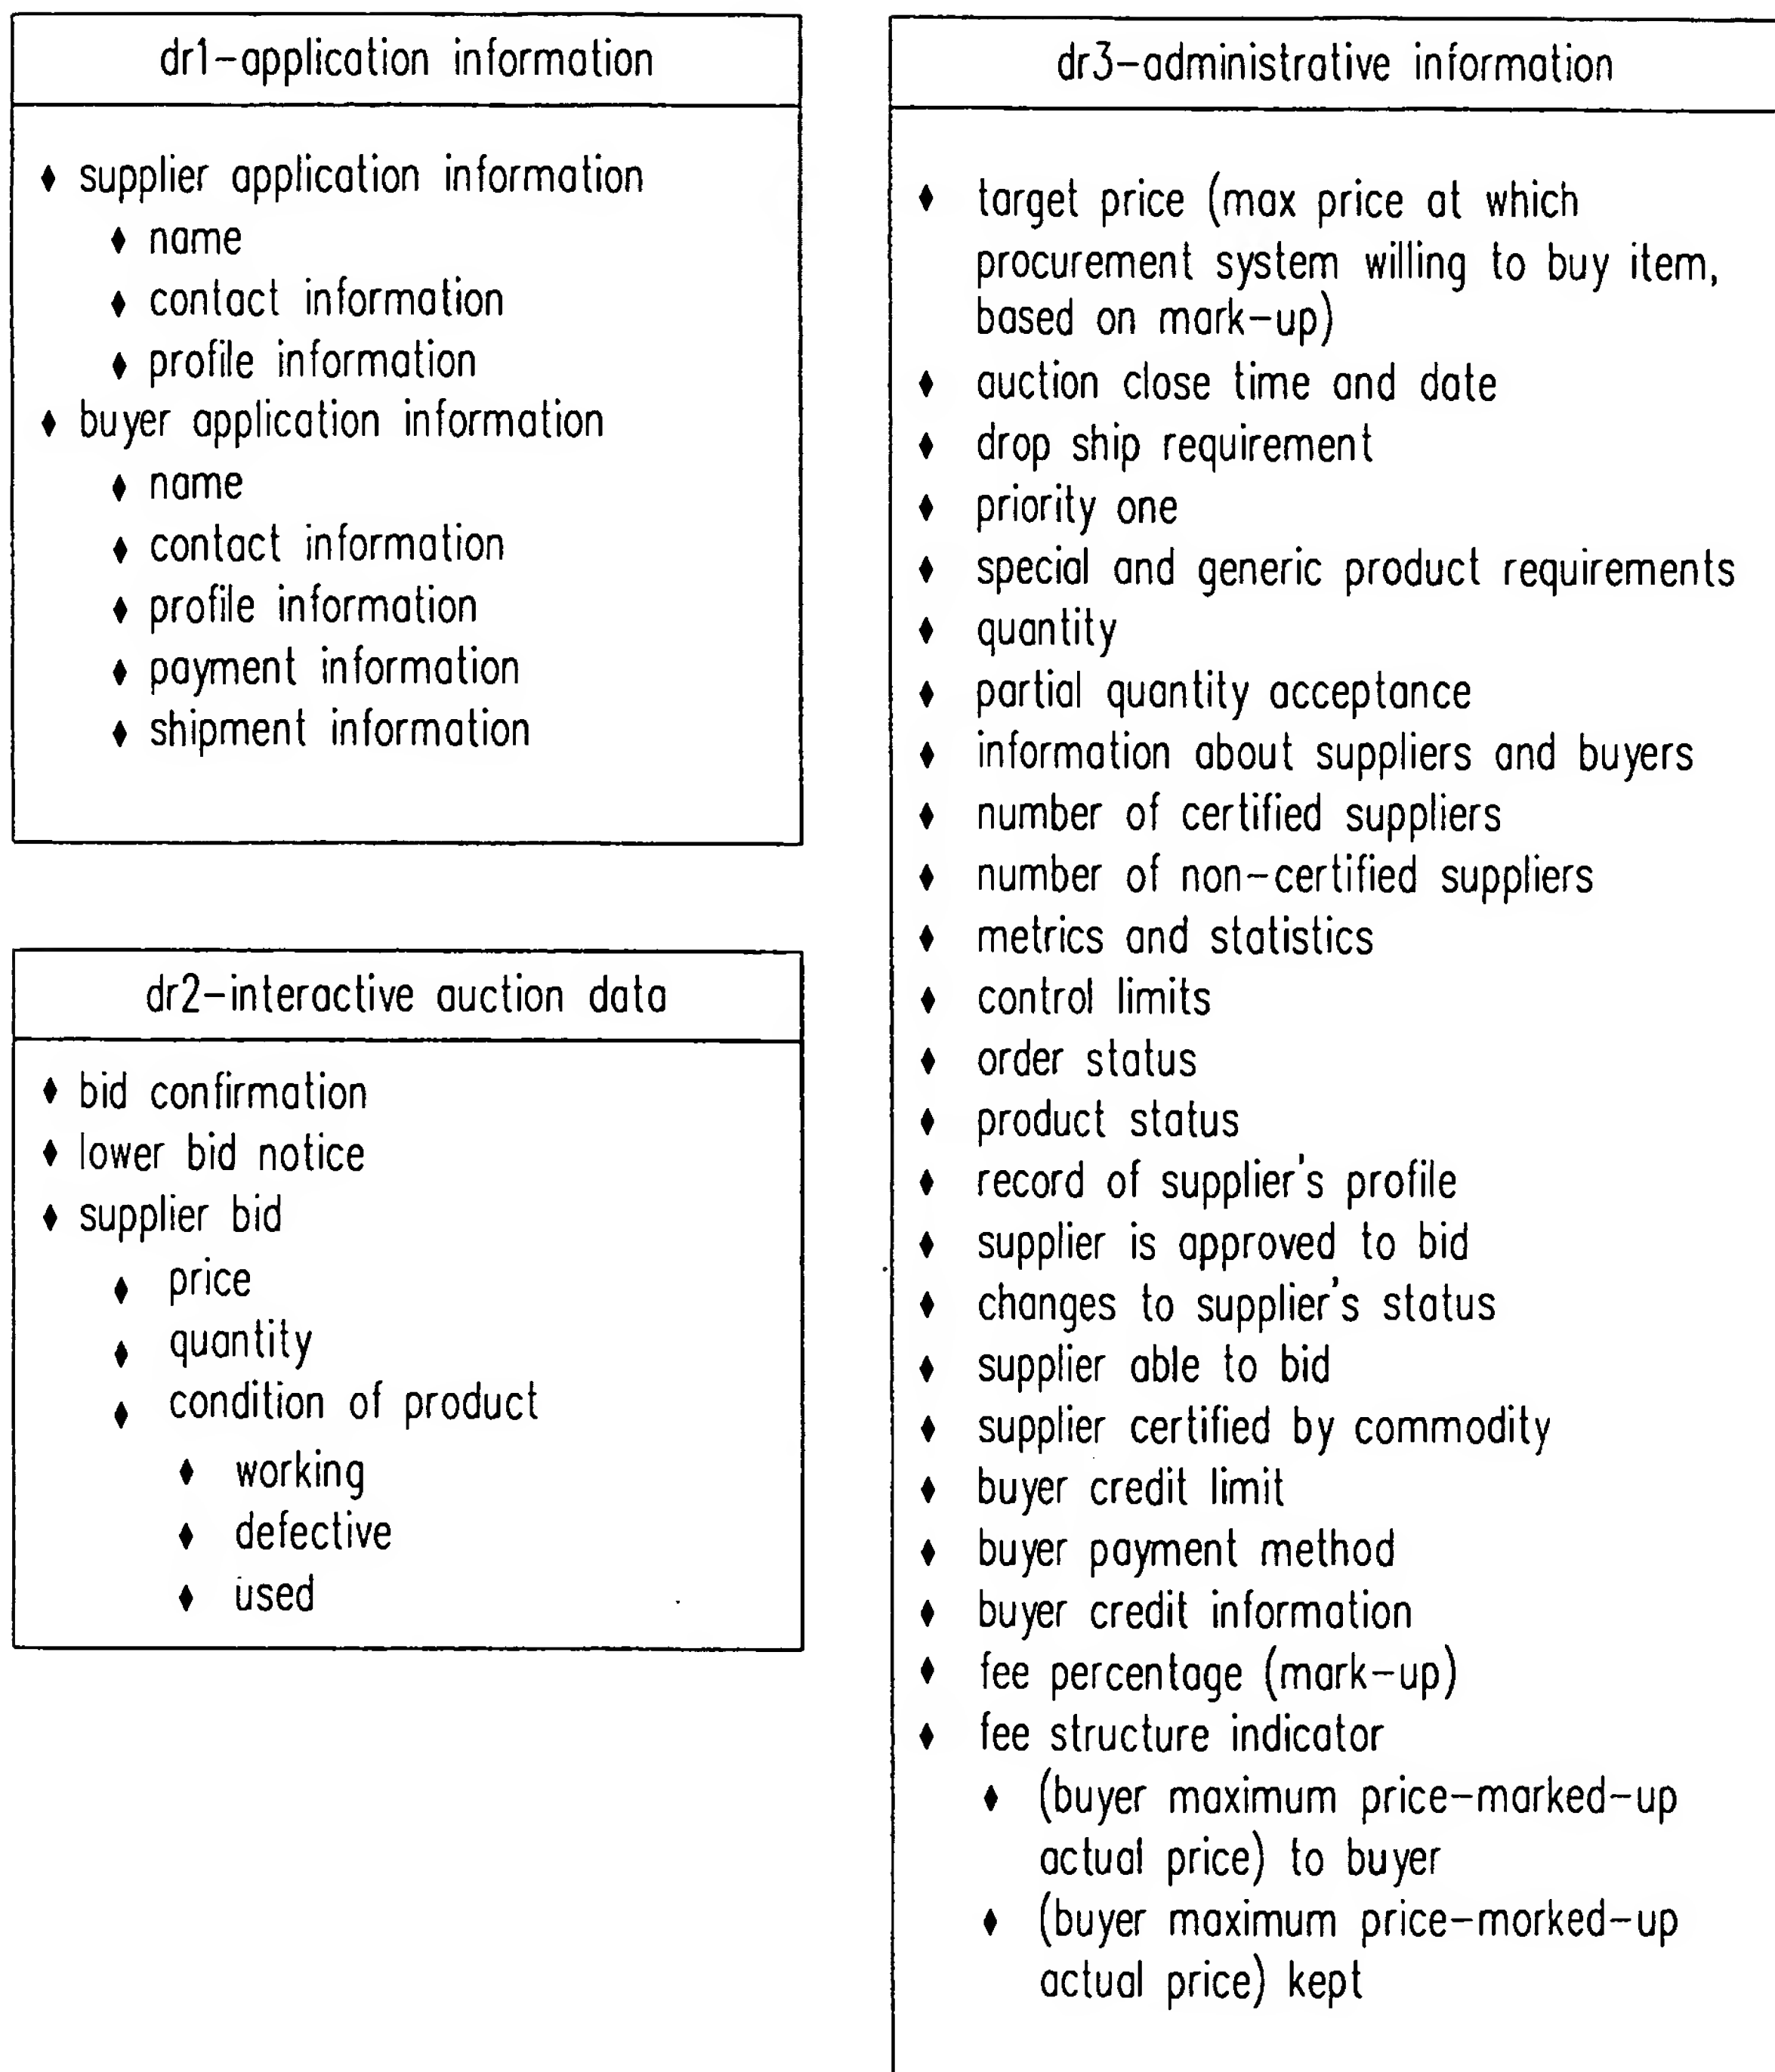 dr1-application information
♦ supplier application information
♦ name
♦ contact information
♦ profile information
♦ buyer application information
♦ name
♦ contact information
♦ profile information
♦ payment information
♦ shipment information
dr2-interactive auction data
♦ bid confirmation
♦ lower bid notice
♦ supplier bid
♦ price
♦ quantity
♦ condition of product
♦ working
♦ defective
♦ used
dr3-administrative information
♦ target price (max price at which
procurement system willing to buy item,
based on mark-up)
♦ auction close time and date
♦ drop ship requirement
♦ priority one
♦ special and generic product requirements
♦ quantity
♦ partial quantity acceptance
♦ information about suppliers and buyers
♦ number of certified suppliers
♦ number of non-certified suppliers
♦ metrics and statistics
♦ control limits
♦ order status
♦ product status
♦ record of supplier's profile
♦ supplier is approved to bid
♦ changes to supplier's status
♦ supplier able to bid
♦ supplier certified by commodity
♦ buyer credit limit
♦ buyer payment method
♦ buyer credit information
♦ fee percentage (mark-up)
♦ fee structure indicator
♦ (buyer maximum price-marked-up
actual price) to buyer
♦ (buyer maximum price-morked-up
actual price) kept